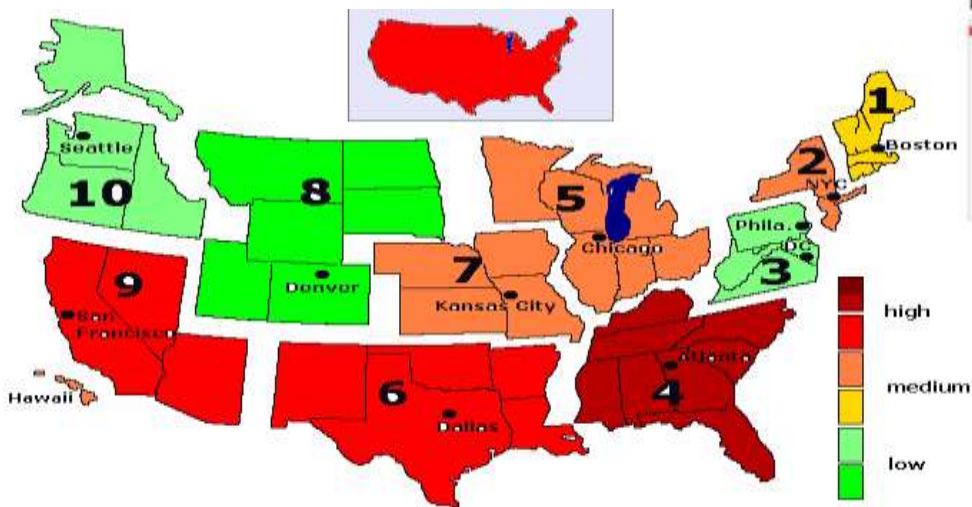 1
Boston
2
NYC
Seattle
10
8
5
Phila.
DC
3
Chicago
9
7
Denver
Kansas City
San
Francisco
high
Atlanta
medium
Hawaii
6
4
Dallas
low